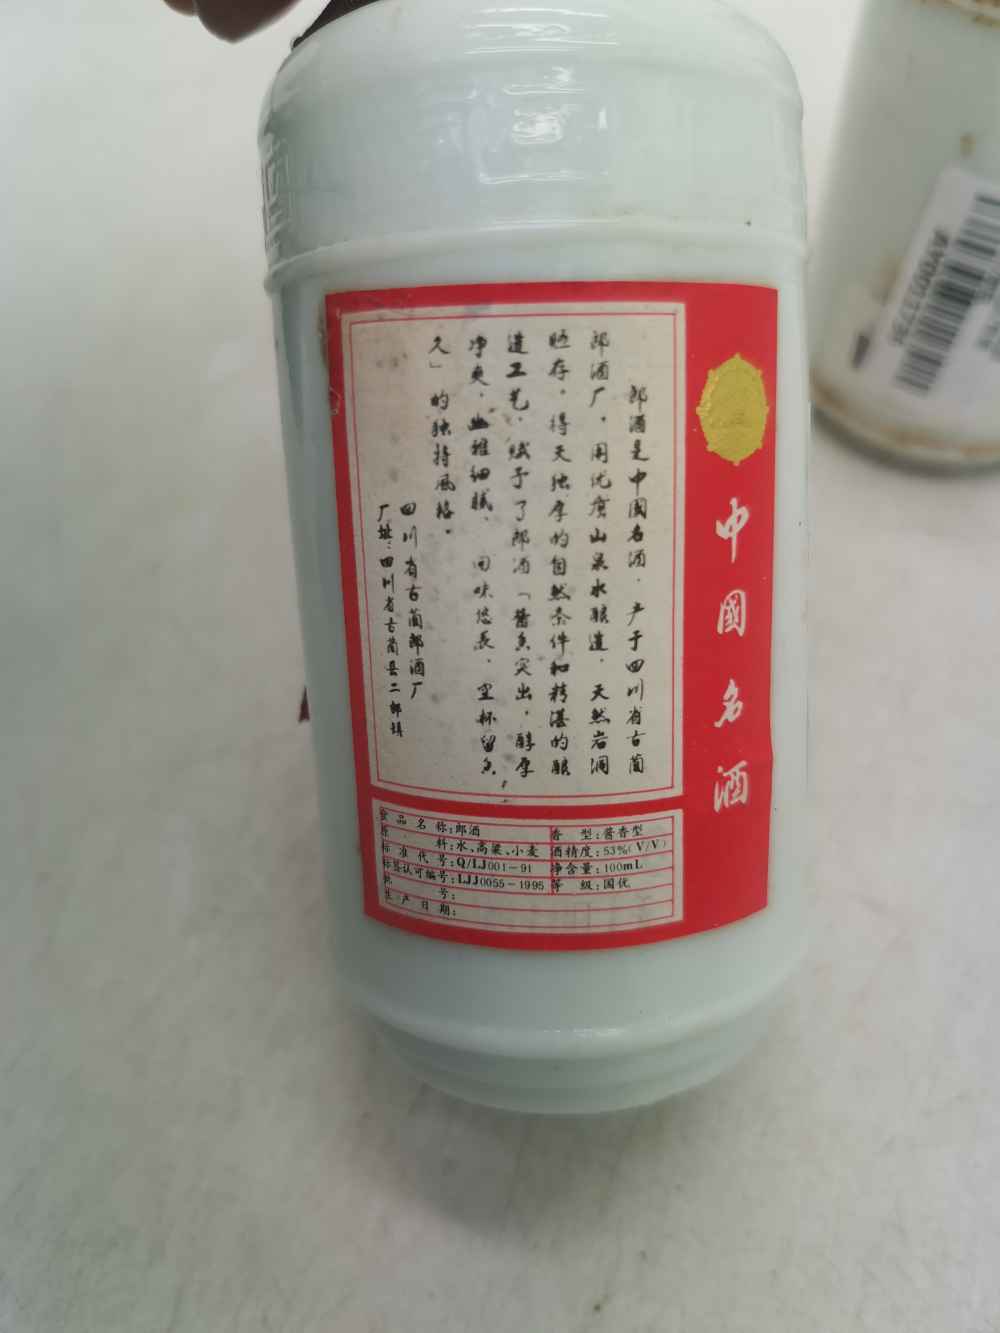 郎酒是中國名酒．产于四川省古蔺
郎酒厂，用优质山泉水酿造．天然岩洞
贮存，得天独厚的自然条件和精湛的酿
造工艺，赋予了郎酒「酱香突出，醇厚
净爽，幽雅细腻，回味悠长，空杯留香
久」的独特风格．
四川省古蔺郎酒厂
厂址：四川省古蔺县二郎镇
中國名酒
食品名称：郎酒
香型：酱香型
原料：水、高粱、小麦
酒精度：53%(V/V)
标准代号：Q/LJ001-91
净含量：100mL
标签认可编号：LJJ0055-1995
等级：国优
批号：
生产日期：